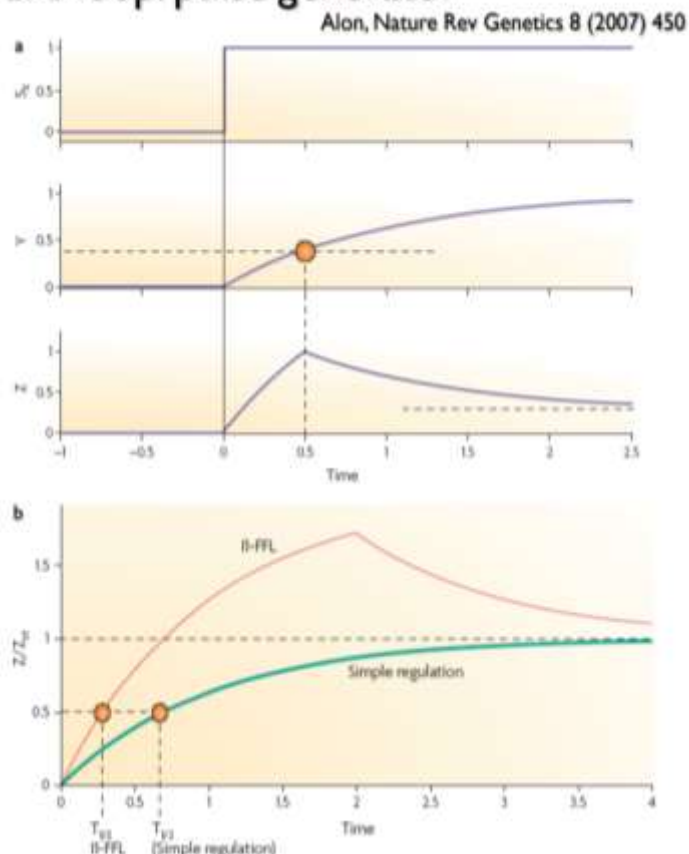 Alon, Nature Rev Genetics 8 (2007) 450
a
1
0.5
0
1
0.5
0
Y
1
0.5
0
Z
-1 -0.5 0 0.5 1 1.5 2 2.5
Time
b
1.5
1
0.5
0
I1-FFL
Simple regulation
0 0.5 1 1.5 2 2.5 3 3.5 4
I1-FFL (Simple regulation)
Time